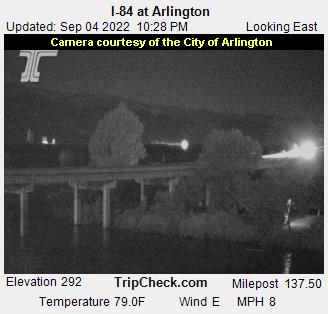 I-84 at Arlington
Updated: Sep 04 2022 10:28 PM Looking East
Camera courtesy of the City of Arlington
Elevation 292 TripCheck.com Milepost 137.50
Temperature 79.0F Wind E MPH 8